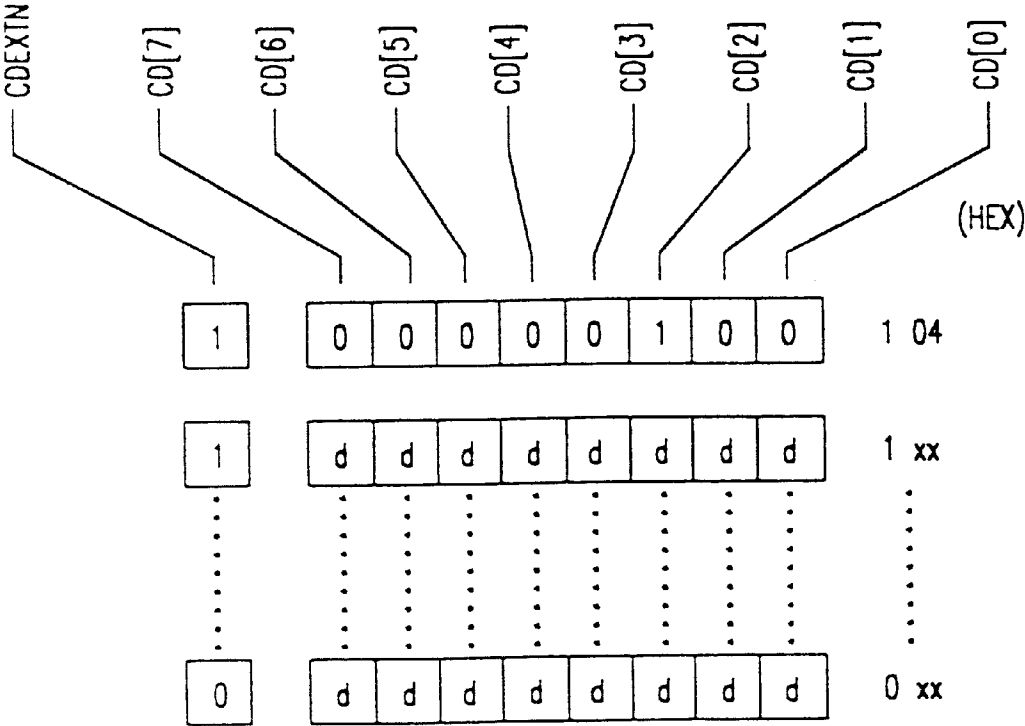 CDEXTN CD[7] CD[6] CD[5] CD[4] CD[3] CD[2] CD[1] CD[0]
(HEX)
1 0 0 0 0 0 1 0 0 1 04
1 d d d d d d d d 1 xx
0 d d d d d d d d 0 xx